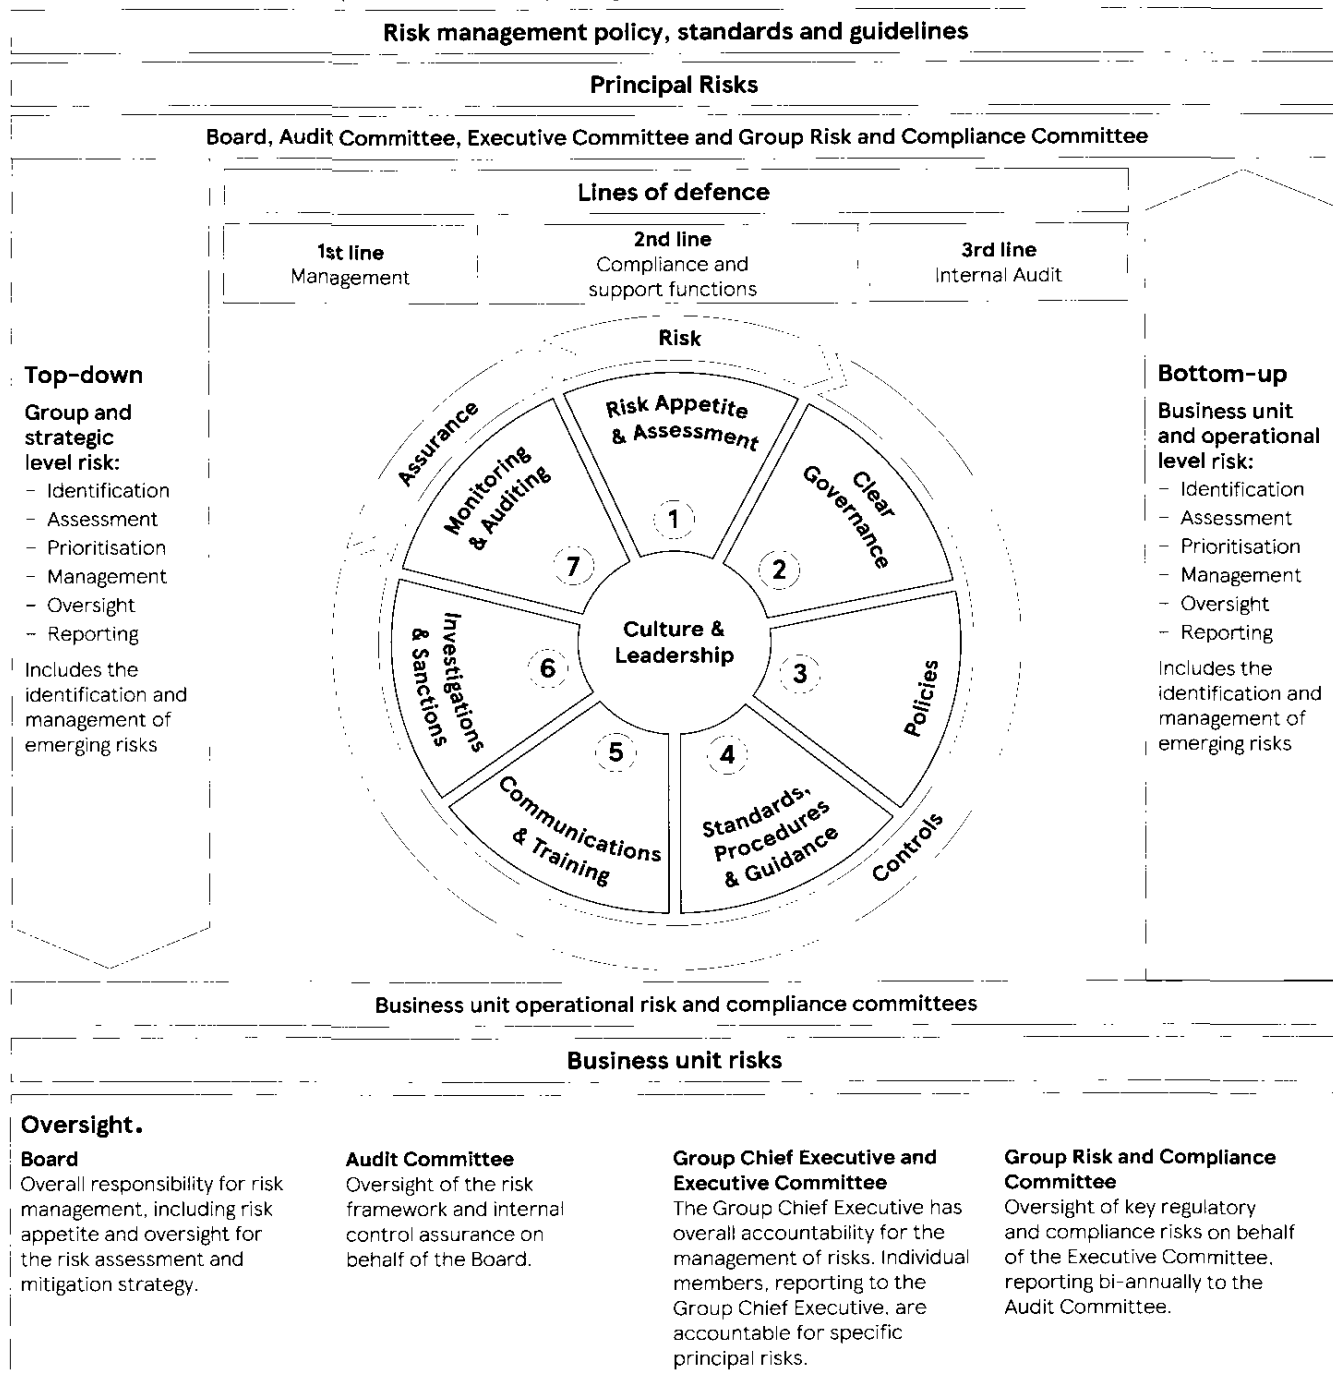 Risk management policy, standards and guidelines
Principal Risks
Board, Audit Committee, Executive Committee and Group Risk and Compliance Committee
Lines of defence
1st line
Management
2nd line
Compliance and
support functions
3rd line
Internal Audit
Top-down
Group and
strategic
level risk:
- Identification
- Assessment
- Prioritisation
- Management
- Oversight
- Reporting
Includes the
identification and
management of
emerging risks
Risk
Assurance
Controls
Risk Appetite
& Assessment
1
Clear
Governance
2
Policies
3
Standards,
Procedures
& Guidance
4
Communications
& Training
5
Investigations
& Sanctions
6
Monitoring
& Auditing
7
Culture &
Leadership
Bottom-up
Business unit
and operational
level risk:
- Identification
- Assessment
- Prioritisation
- Management
- Oversight
- Reporting
Includes the
identification and
management of
emerging risks
Business unit operational risk and compliance committees
Business unit risks
Oversight.
Board
Overall responsibility for risk
management, including risk
appetite and oversight for
the risk assessment and
mitigation strategy.
Audit Committee
Oversight of the risk
framework and internal
control assurance on
behalf of the Board.
Group Chief Executive and
Executive Committee
The Group Chief Executive has
overall accountability for the
management of risks. Individual
members, reporting to the
Group Chief Executive, are
accountable for specific
principal risks.
Group Risk and Compliance
Committee
Oversight of key regulatory
and compliance risks on behalf
of the Executive Committee,
reporting bi-annually to the
Audit Committee.